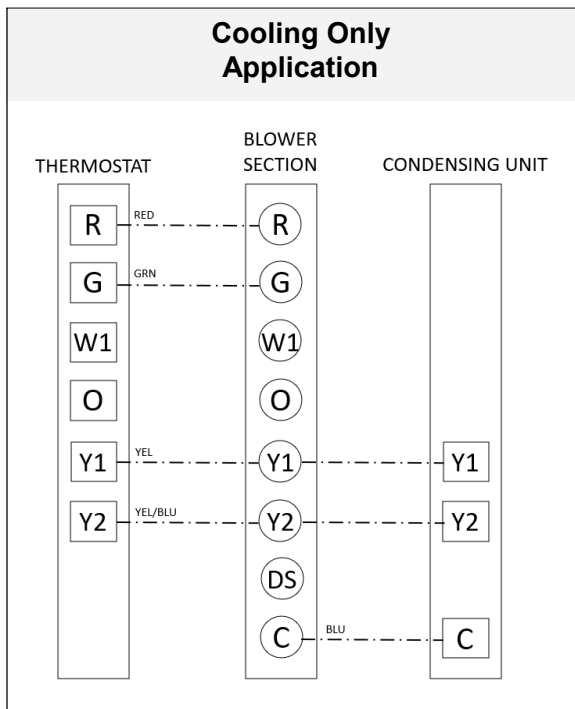 Cooling Only
Application
BLOWER
THERMOSTAT SECTION CONDENSING UNIT
R RED R
G GRN G
W1 W1
O O
Y1 YEL Y1 Y1
Y2 YEL/BLU Y2 Y2
DS
C BLU C